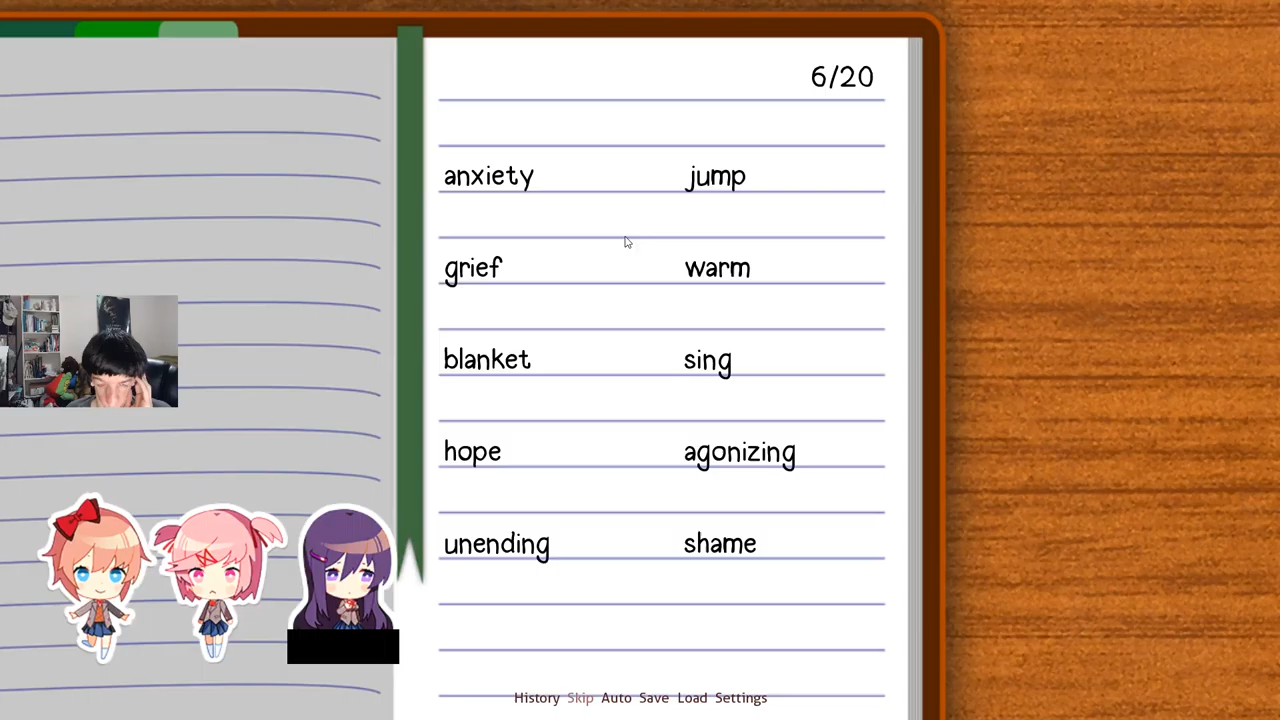 6/20
anxiety jump
grief warm
blanket sing
hope agonizing
unending shame
History Skip Auto Save Load Settings